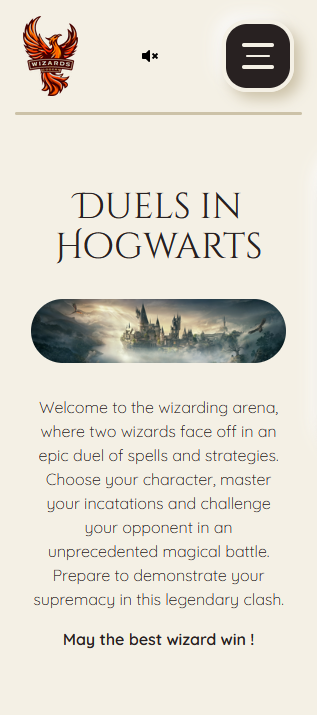 WIZARDS
Duels in
Hogwarts
Welcome to the wizarding arena,
where two wizards face off in an
epic duel of spells and strategies.
Choose your character, master
your incatations and challenge
your opponent in an
unprecedented magical battle.
Prepare to demonstrate your
supremacy in this legendary clash.
May the best wizard win !